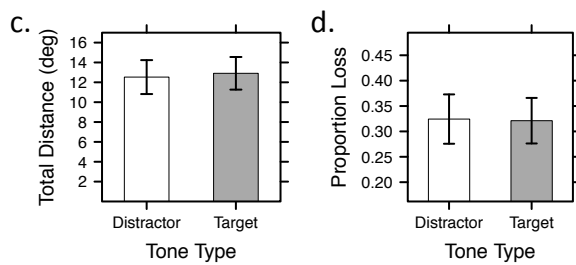 c.
Total Distance (deg)
16
14
12
10
8
6
4
2
Distractor Target
Tone Type
d.
Proportion Loss
0.45
0.40
0.35
0.30
0.25
0.20
Distractor Target
Tone Type